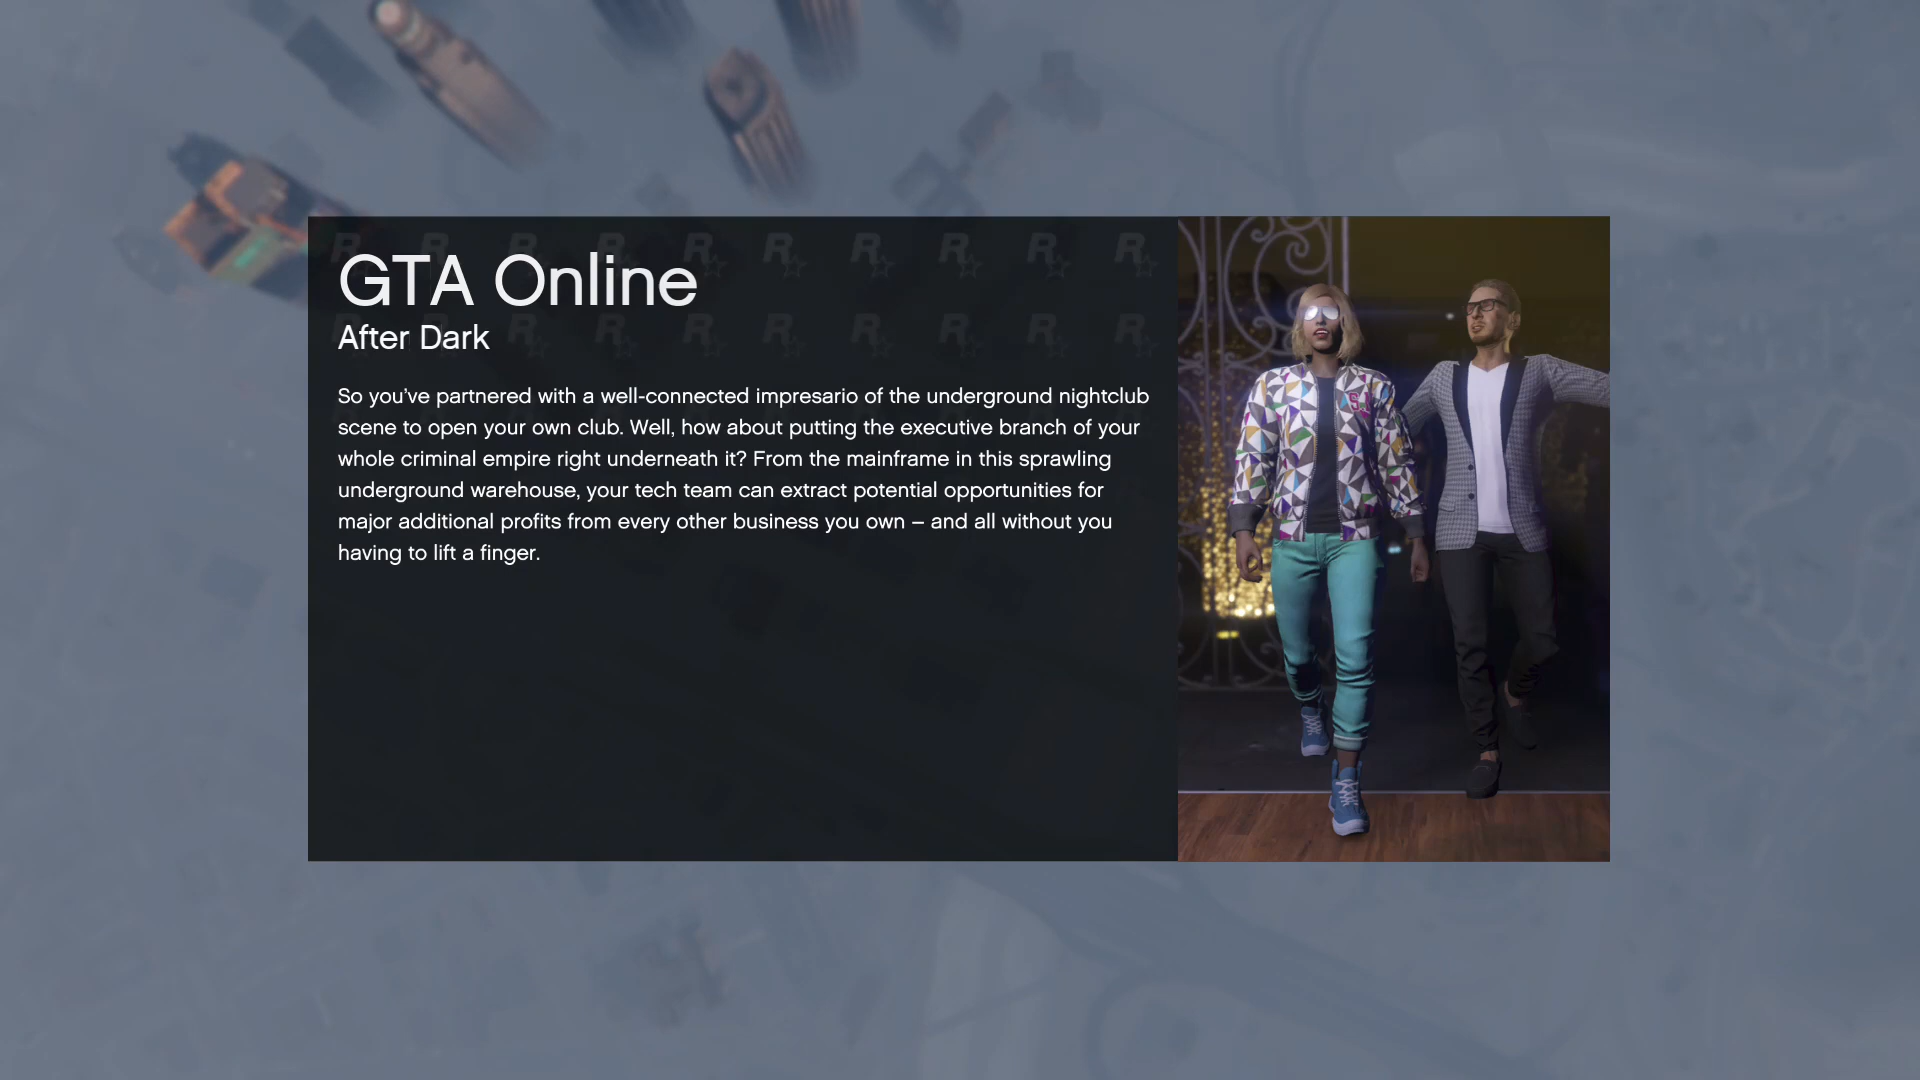 GTA Online
After Dark
So you’ve partnered with a well-connected impresario of the underground nightclub
scene to open your own club. Well, how about putting the executive branch of your
whole criminal empire right underneath it? From the mainframe in this sprawling
underground warehouse, your tech team can extract potential opportunities for
major additional profits from every other business you own – and all without you
having to lift a finger.